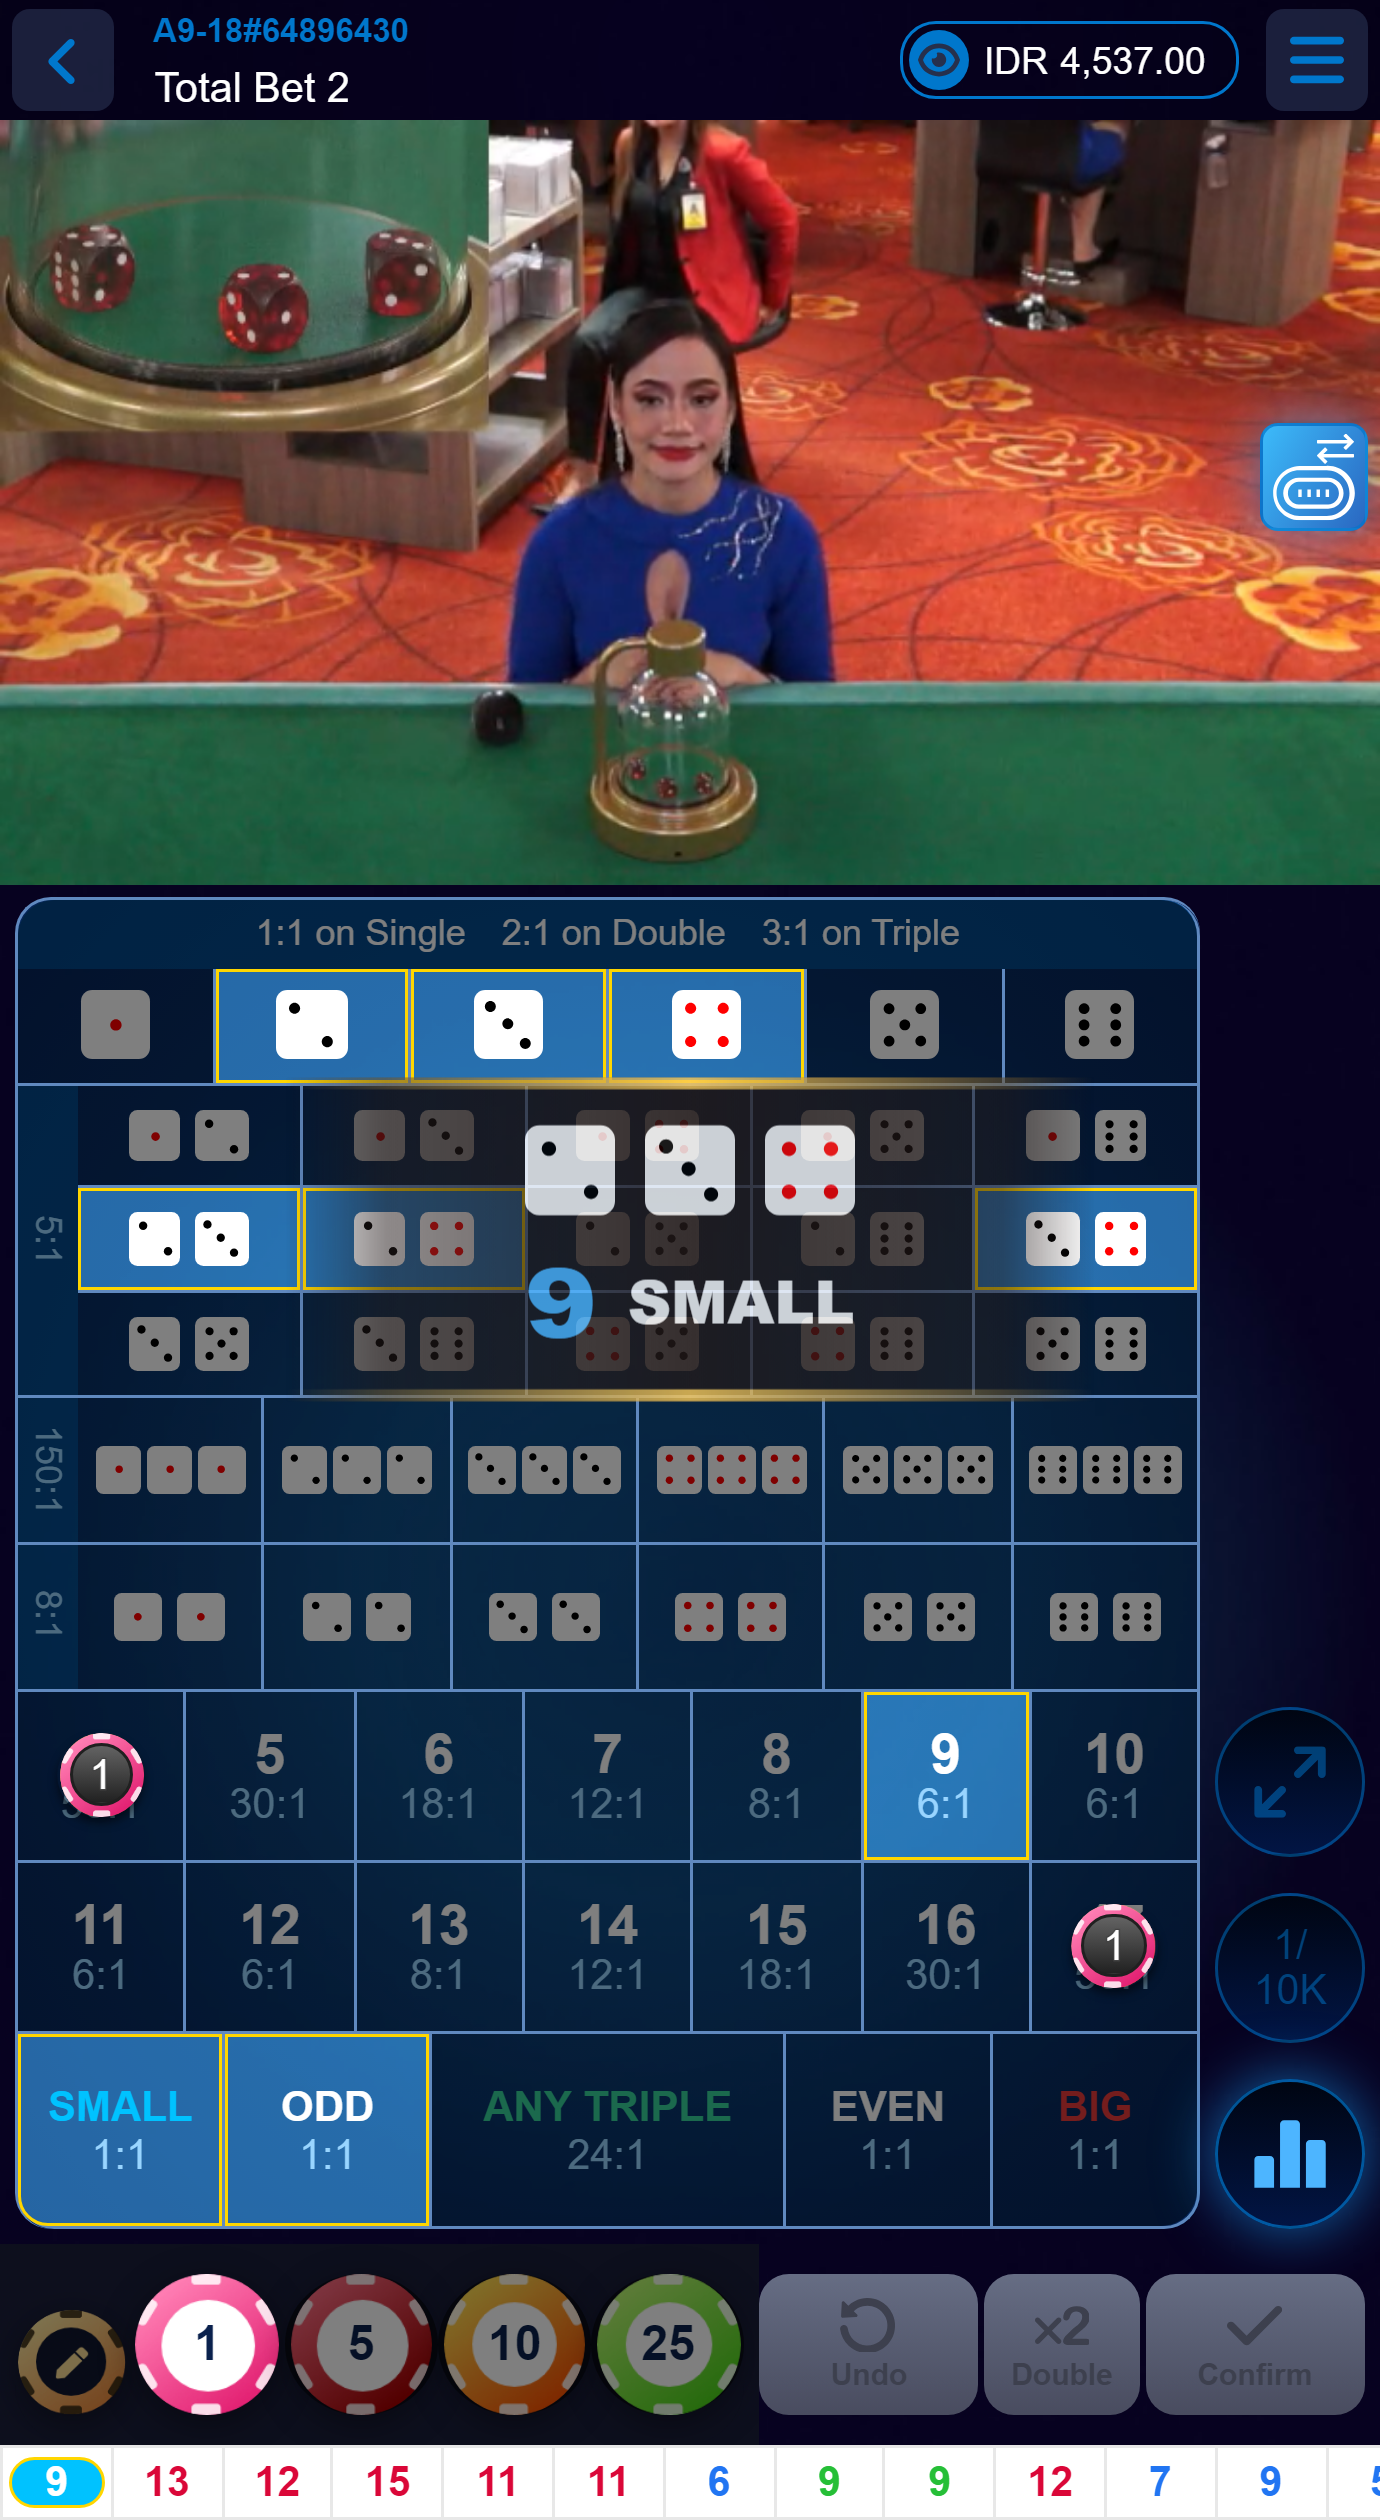 A9-18#64896430
Total Bet 2
IDR 4,537.00
1:1 on Single 2:1 on Double 3:1 on Triple
5:1
9 SMALL
150:1
8:1
1
5 6 7 8 9 10
30:1 18:1 12:1 8:1 6:1 6:1
11 12 13 14 15 16
6:1 6:1 8:1 12:1 18:1 30:1
1
1/
10K
SMALL ODD ANY TRIPLE EVEN BIG
1:1 1:1 24:1 1:1 1:1
1 5 10 25
Undo
x2
Double
Confirm
9 13 12 15 11 11 6 9 9 12 7 9